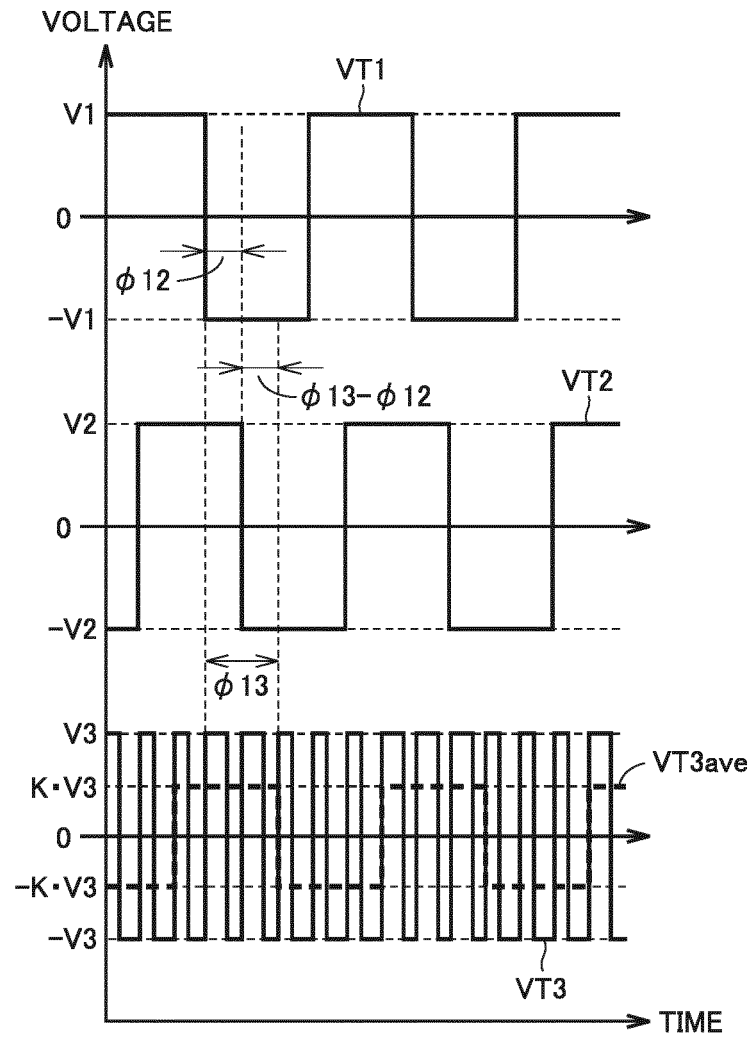 VOLTAGE
VT1
V1
0
ϕ12
-V1
ϕ13-ϕ12
VT2
V2
0
-V2
ϕ13
V3
VT3ave
K·V3
0
-K·V3
-V3
VT3
TIME